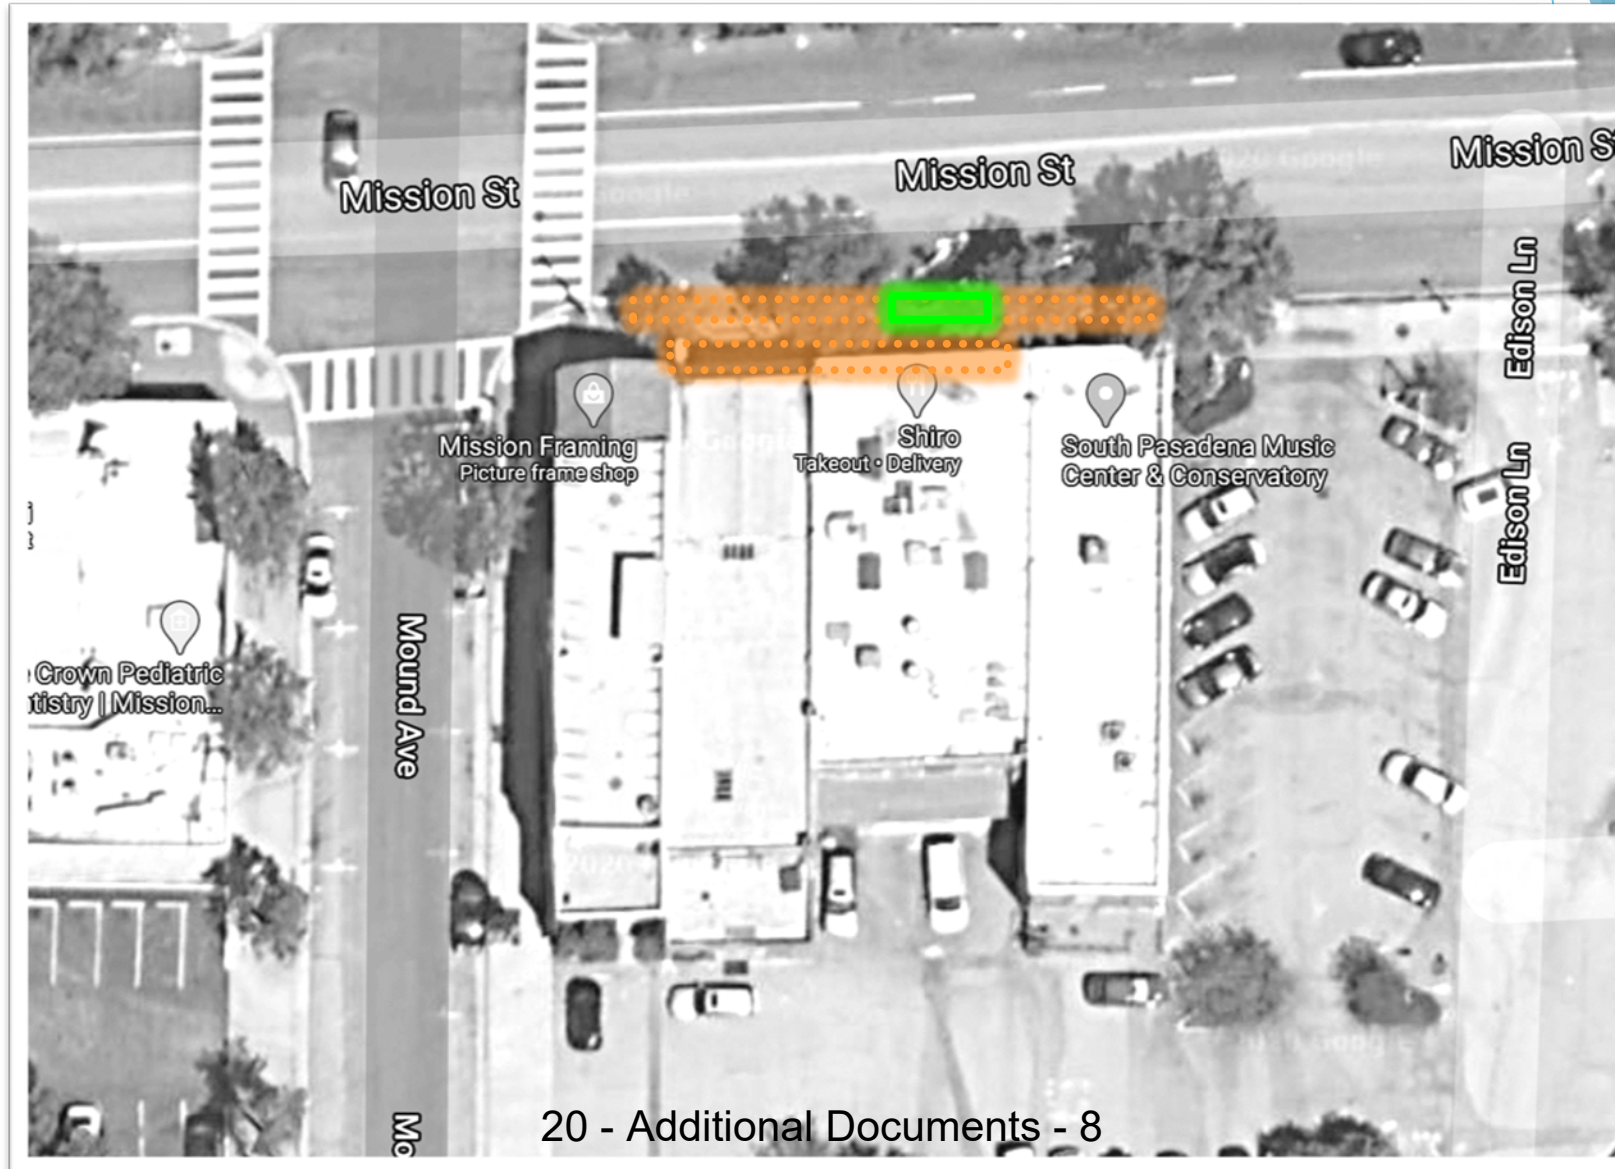 Mission St
Mission St
Mission S
Edison Ln
Mission Framing
Picture frame shop
Shiro
Takeout • Delivery
South Pasadena Music
Center & Conservatory
Edison Ln
Mound Ave
Crown Pediatric
tistry | Mission...
Mo
20 - Additional Documents - 8